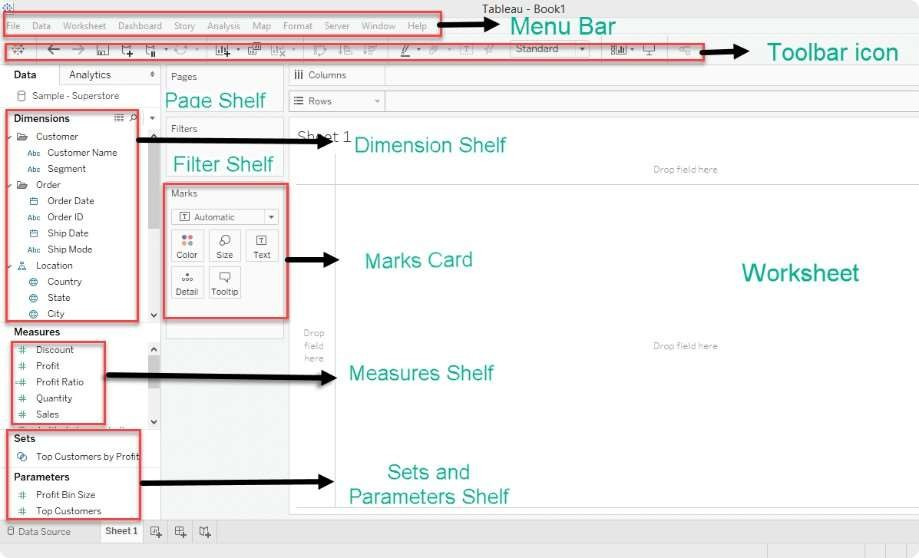 Tableau - Book1
File Data Worksheet Dashboard Story Analysis Map Format Server Window Help
Menu Bar
Standard
Toolbar icon
Data Analytics
Sample - Superstore
Pages
Page Shelf
Columns
Rows
Dimensions
Customer
Abc Customer Name
Abc Segment
Order
Order Date
Abc Order ID
Ship Date
Abc Ship Mode
Location
Country
State
City
Filters
Filter Shelf
Sheet 1
Dimension Shelf
Drop field here
Marks
Automatic
Color Size Text
Detail Tooltip
Marks Card
Worksheet
Measures
Discount
Profit
Profit Ratio
Quantity
Sales
Drop
field
here
Drop field here
Measures Shelf
Sets
Top Customers by Profit
Parameters
Profit Bin Size
Top Customers
Sets and
Parameters Shelf
Data Source Sheet 1